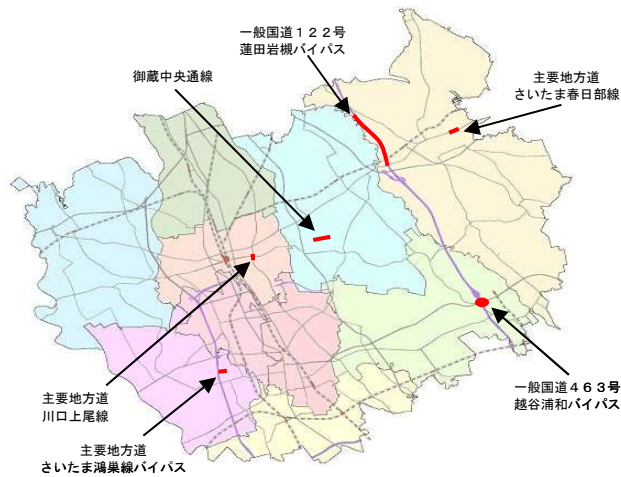 一般国道１２２号
蓮田岩槻バイパス
御蔵中央通線
主要地方道
さいたま春日部線
一般国道４６３号
越谷浦和バイパス
主要地方道
川口上尾線
主要地方道
さいたま鴻巣線バイパス